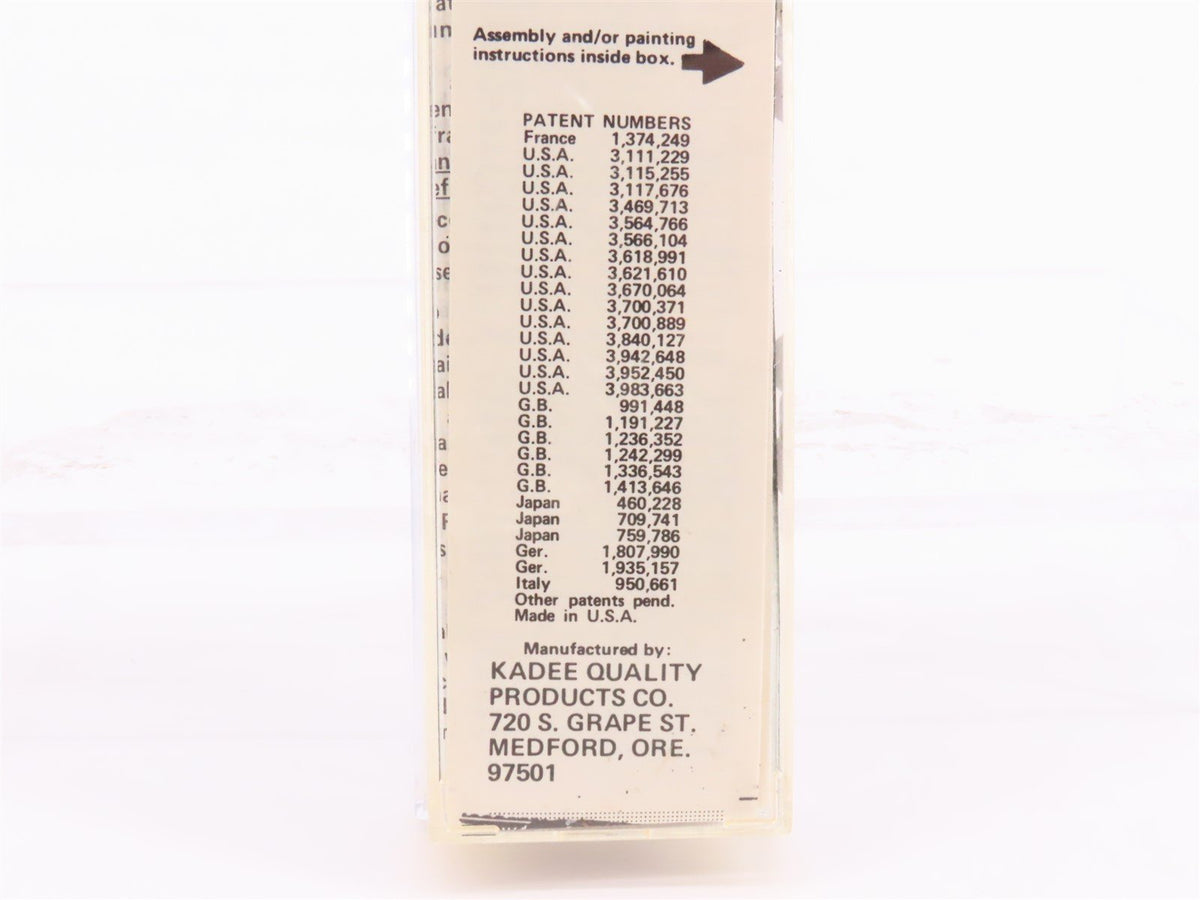 Assembly and/or painting
instructions inside box.
PATENT NUMBERS
France 1,374,249
U.S.A. 3,111,229
U.S.A. 3,115,255
U.S.A. 3,117,676
U.S.A. 3,469,713
U.S.A. 3,564,766
U.S.A. 3,566,104
U.S.A. 3,618,991
U.S.A. 3,621,610
U.S.A. 3,670,064
U.S.A. 3,700,371
U.S.A. 3,700,889
U.S.A. 3,840,127
U.S.A. 3,942,648
U.S.A. 3,952,450
U.S.A. 3,983,663
G.B. 991,448
G.B. 1,191,227
G.B. 1,236,352
G.B. 1,242,299
G.B. 1,336,543
G.B. 1,413,646
Japan 460,228
Japan 709,741
Japan 759,786
Ger. 1,807,990
Ger. 1,935,157
Italy 950,661
Other patents pend.
Made in U.S.A.
Manufactured by:
KADEE QUALITY
PRODUCTS CO.
720 S. GRAPE ST.
MEDFORD, ORE.
97501